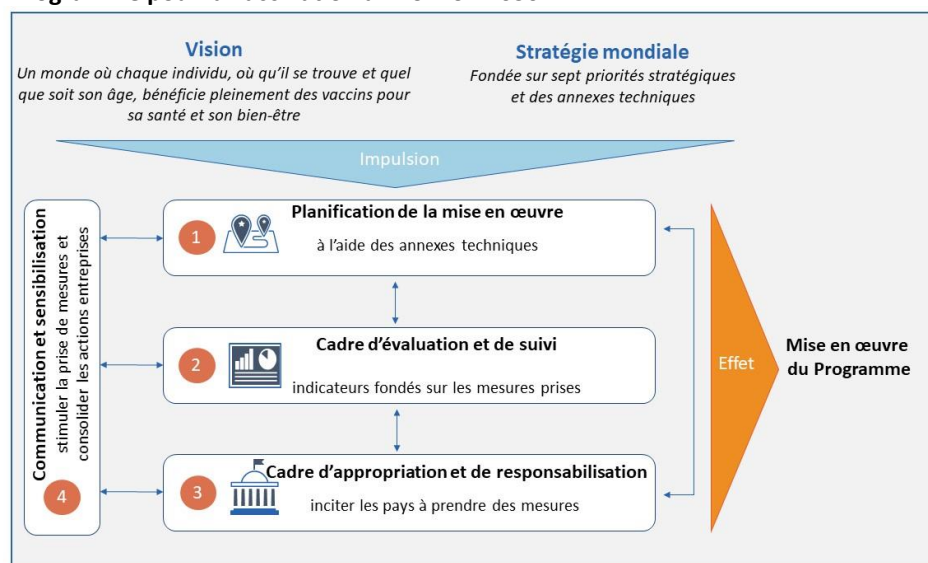 Vision
Un monde où chaque individu, où qu'il se trouve et quel
que soit son âge, bénéficie pleinement des vaccins pour
sa santé et son bien-être
Stratégie mondiale
Fondée sur sept priorités stratégiques
et des annexes techniques
Impulsion
Communication et sensibilisation
stimuler la prise de mesures et
consolider les actions entreprises
4
1
Planification de la mise en œuvre
à l'aide des annexes techniques
2
Cadre d'évaluation et de suivi
indicateurs fondés sur les mesures prises
3
Cadre d'appropriation et de responsabilisation
inciter les pays à prendre des mesures
Effet
Mise en œuvre
du Programme